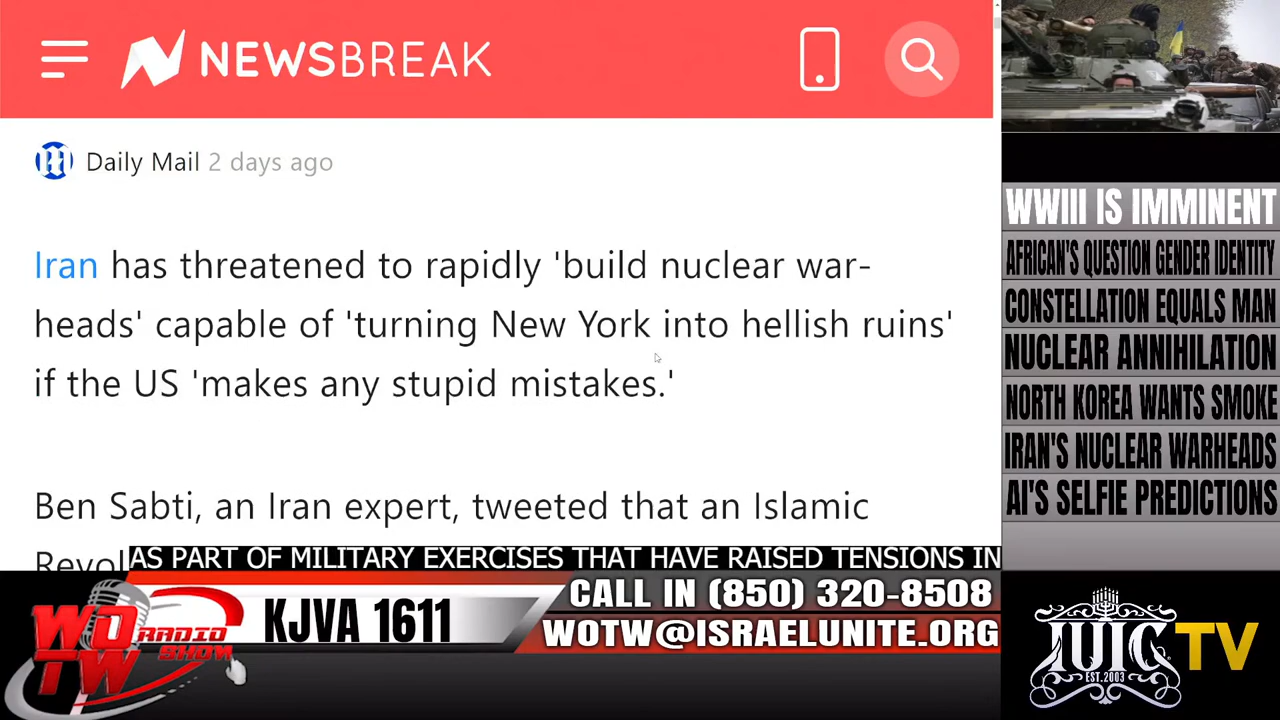 NEWSBREAK
Daily Mail 2 days ago
Iran has threatened to rapidly 'build nuclear war-
heads' capable of 'turning New York into hellish ruins'
if the US 'makes any stupid mistakes.'
Ben Sabti, an Iran expert, tweeted that an Islamic
Revol
AS PART OF MILITARY EXERCISES THAT HAVE RAISED TENSIONS IN
WOTW
RADIO
SHOW
KJVA 1611
CALL IN (850) 320-8508
WOTW@ISRAELUNITE.ORG
WWIII IS IMMINENT
AFRICAN'S QUESTION GENDER IDENTITY
CONSTELLATION EQUALS MAN
NUCLEAR ANNIHILATION
NORTH KOREA WANTS SMOKE
IRAN'S NUCLEAR WARHEADS
AI'S SELFIE PREDICTIONS
IUIC TV
EST.2003